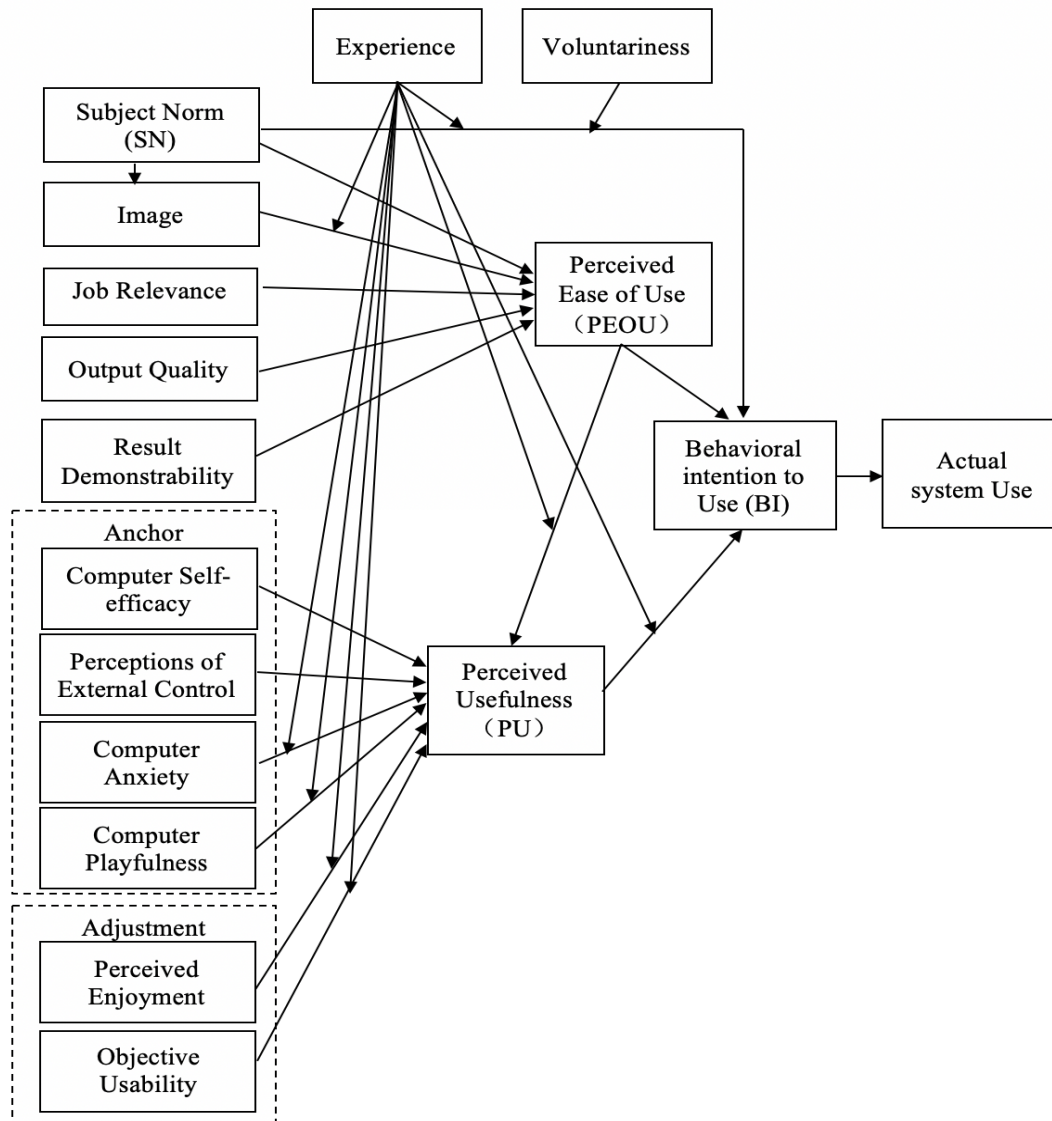 Experience
Voluntariness
Subject Norm
(SN)
Image
Job Relevance
Output Quality
Result
Demonstrability
Perceived
Ease of Use
（PEOU）
Behavioral
intention to
Use (BI)
Actual
system Use
Anchor
Computer Self-
efficacy
Perceptions of
External Control
Computer
Anxiety
Computer
Playfulness
Perceived
Usefulness
（PU）
Adjustment
Perceived
Enjoyment
Objective
Usability